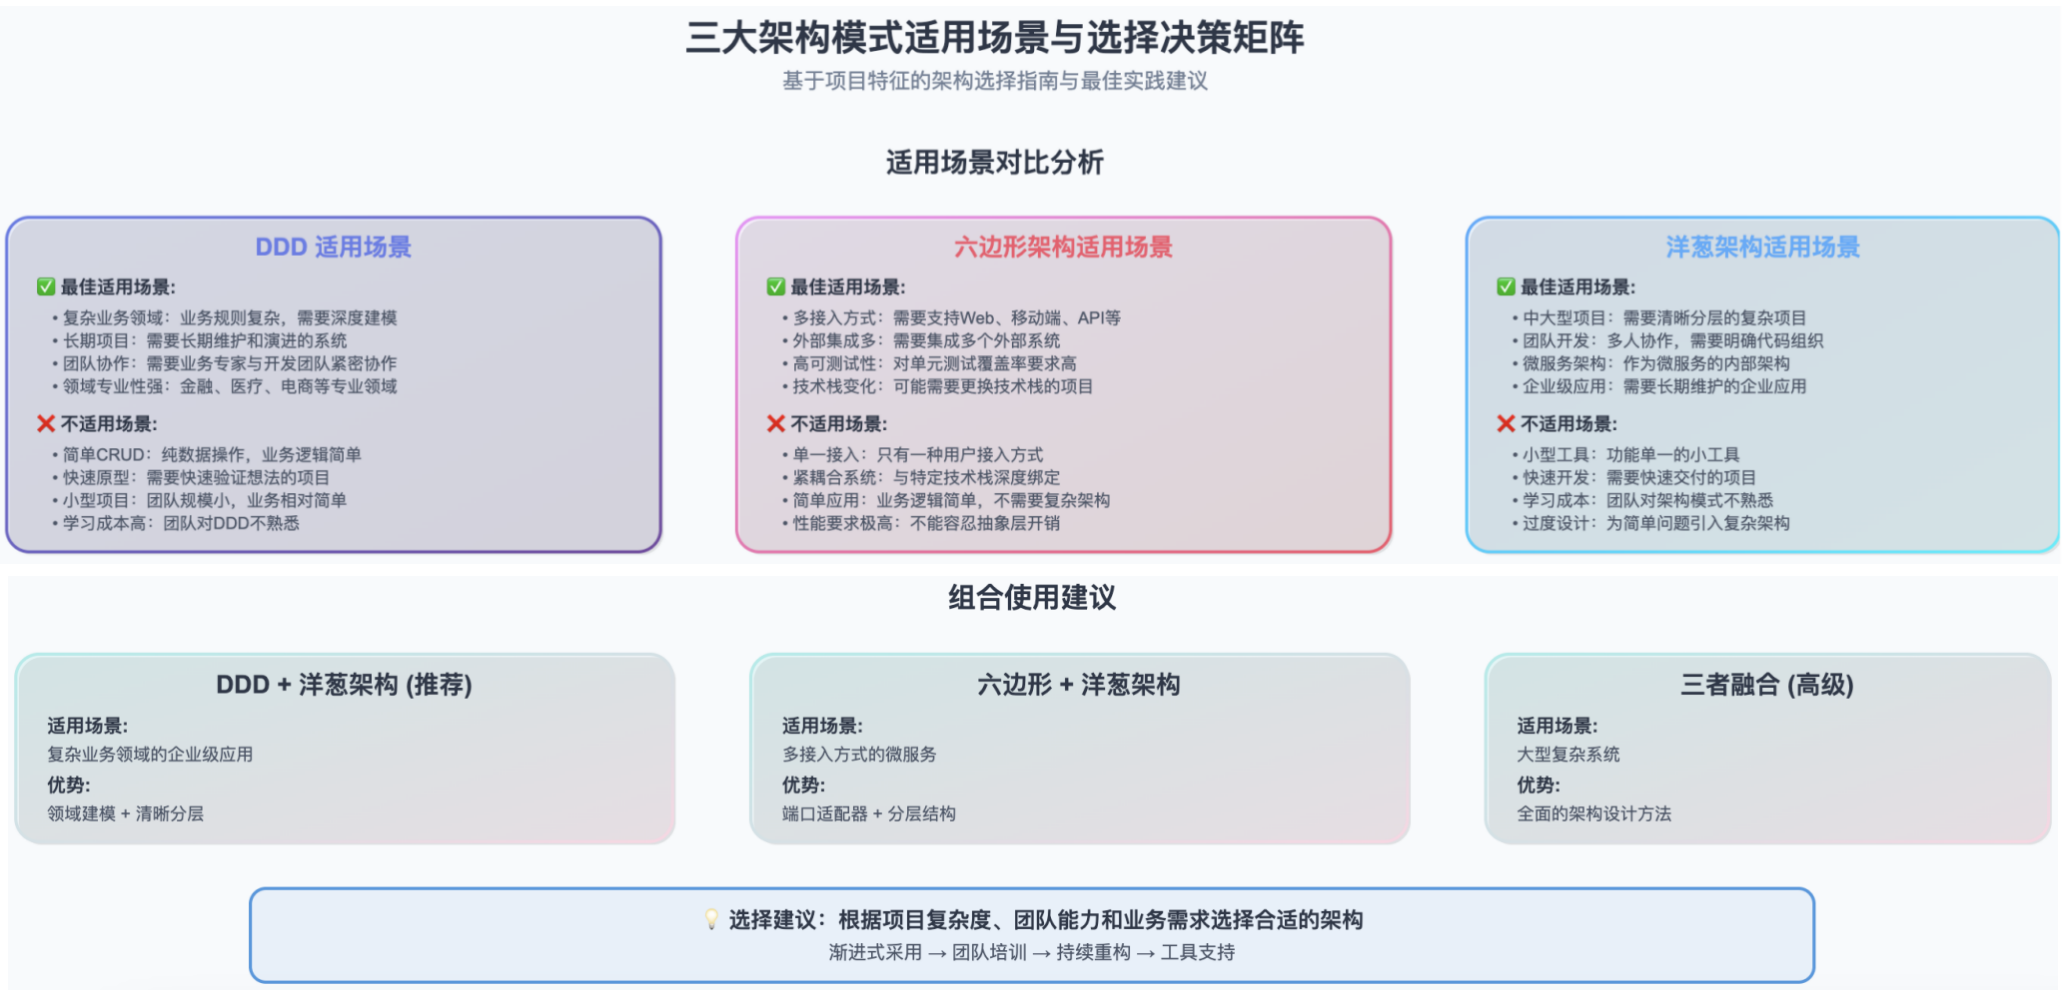 三大架构模式适用场景与选择决策矩阵
基于项目特征的架构选择指南与最佳实践建议
适用场景对比分析
DDD 适用场景
✅ 最佳适用场景:
• 复杂业务领域：业务规则复杂，需要深度建模
• 长期项目：需要长期维护和演进的系统
• 团队协作：需要业务专家与开发团队紧密协作
• 领域专业性强：金融、医疗、电商等专业领域
❌ 不适用场景:
• 简单CRUD：纯数据操作，业务逻辑简单
• 快速原型：需要快速验证想法的项目
• 小型项目：团队规模小，业务相对简单
• 学习成本高：团队对DDD不熟悉
六边形架构适用场景
✅ 最佳适用场景:
• 多接入方式：需要支持Web、移动端、API等
• 外部集成多：需要集成多个外部系统
• 高可测试性：对单元测试覆盖率要求高
• 技术栈变化：可能需要更换技术栈的项目
❌ 不适用场景:
• 单一接入：只有一种用户接入方式
• 紧耦合系统：与特定技术栈深度绑定
• 简单应用：业务逻辑简单，不需要复杂架构
• 性能要求极高：不能容忍抽象层开销
洋葱架构适用场景
✅ 最佳适用场景:
• 中大型项目：需要清晰分层的复杂项目
• 团队开发：多人协作，需要明确代码组织
• 微服务架构：作为微服务的内部架构
• 企业级应用：需要长期维护的企业应用
❌ 不适用场景:
• 小型工具：功能单一的小工具
• 快速开发：需要快速交付的项目
• 学习成本：团队对架构模式不熟悉
• 过度设计：为简单问题引入复杂架构
组合使用建议
DDD + 洋葱架构 (推荐)
适用场景:
复杂业务领域的企业级应用
优势:
领域建模 + 清晰分层
六边形 + 洋葱架构
适用场景:
多接入方式的微服务
优势:
端口适配器 + 分层结构
三者融合 (高级)
适用场景:
大型复杂系统
优势:
全面的架构设计方法
💡 选择建议：根据项目复杂度、团队能力和业务需求选择合适的架构
渐进式采用 → 团队培训 → 持续重构 → 工具支持